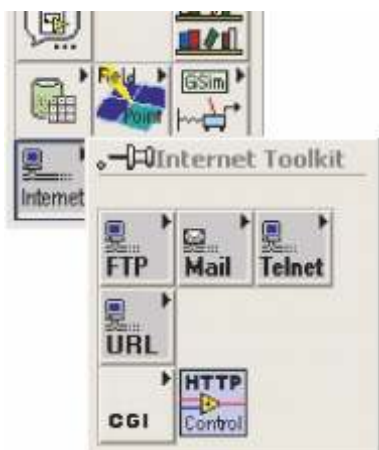 ...
Field
Point
GSim
Internet
Internet Toolkit
FTP
Mail
Telnet
URL
CGI
HTTP
Control